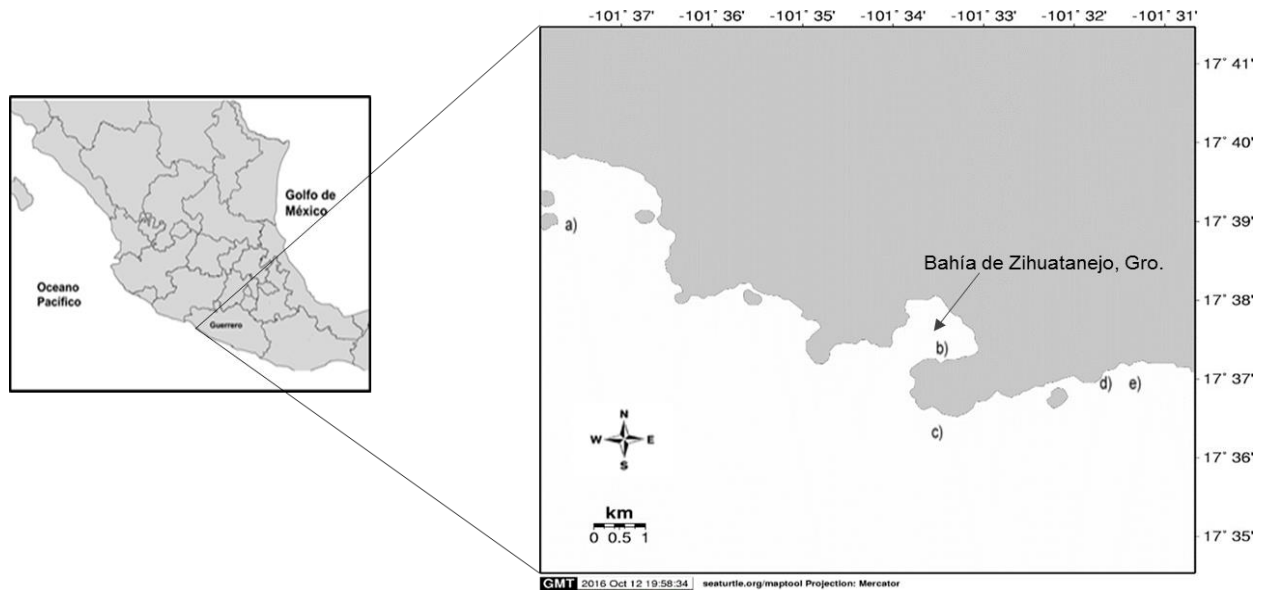 -101˚ 37' -101˚ 36' -101˚ 35' -101˚ 34' -101˚ 33' -101˚ 32' -101˚ 31'
17˚ 41'
17˚ 40'
17˚ 39'
17˚ 38'
17˚ 37'
17˚ 36'
17˚ 35'
Golfo de
México
Oceano
Pacífico
Guerrero
a)
Bahía de Zihuatanejo, Gro.
b)
d) e)
c)
N
W E
S
km
0 0.5 1
GMT 2016 Oct 12 19:58:34 seaturtle.org/maptool Projection: Mercator